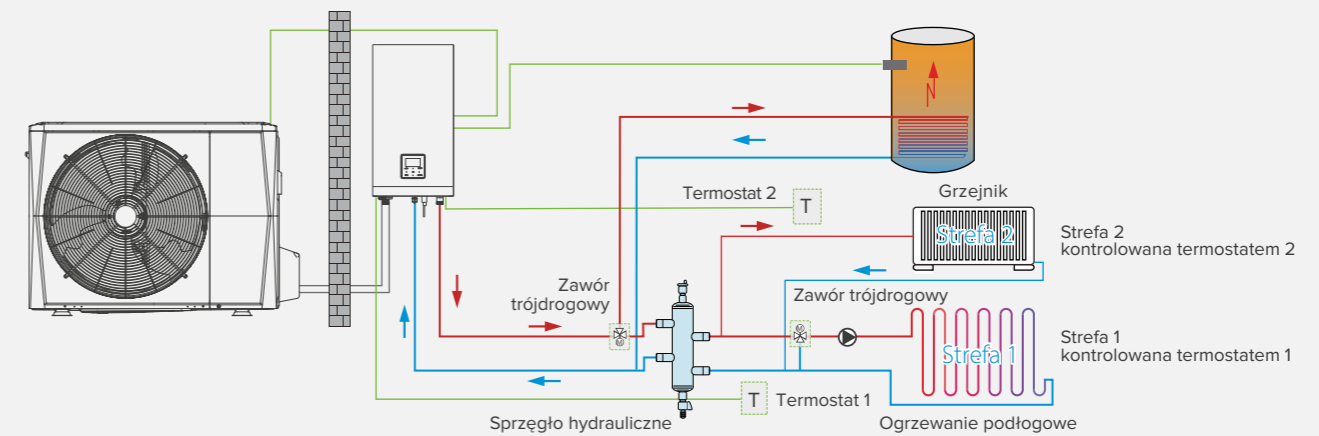 Termostat 2
T
Grzejnik
Strefa 2
Strefa 2
kontrolowana termostatem 2
Zawór
trójdrogowy
M
Zawór trójdrogowy
M
Strefa 1
Strefa 1
kontrolowana termostatem 1
T
Termostat 1
Sprzęgło hydrauliczne
Ogrzewanie podłogowe